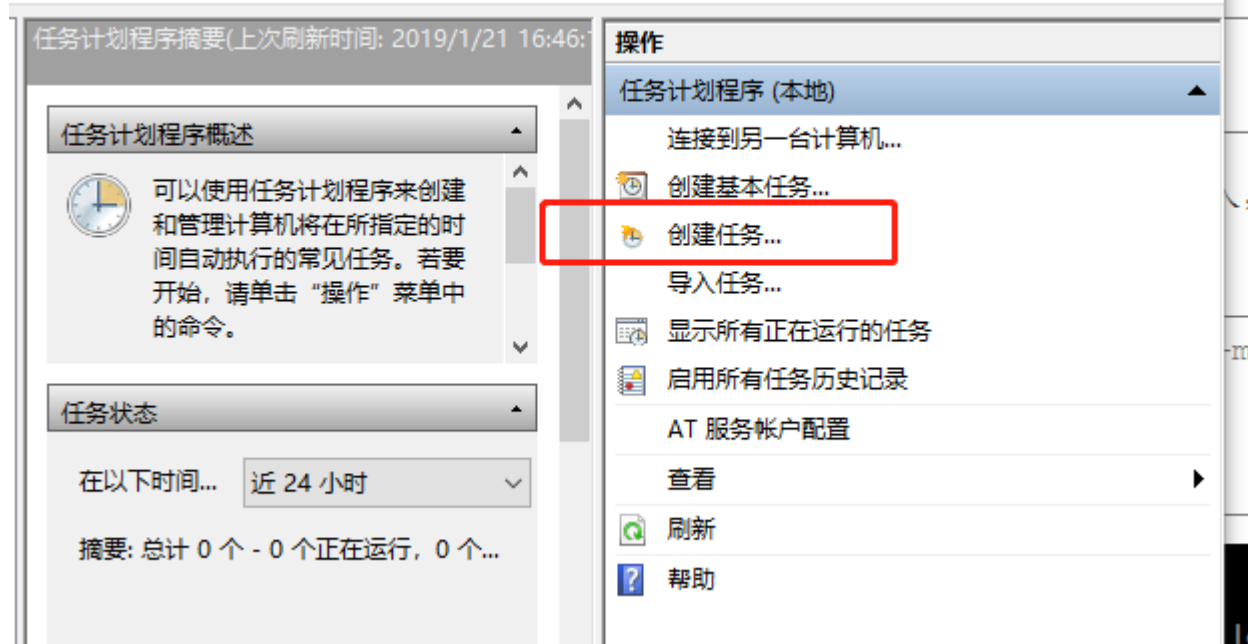 任务计划程序摘要(上次刷新时间: 2019/1/21 16:46:
任务计划程序概述
可以使用任务计划程序来创建
和管理计算机将在所指定的时
间自动执行的常见任务。若要
开始，请单击“操作”菜单中
的命令。
任务状态
在以下时间...
近 24 小时
摘要: 总计 0 个 - 0 个正在运行，0 个...
操作
任务计划程序 (本地)
连接到另一台计算机...
创建基本任务...
创建任务...
导入任务...
显示所有正在运行的任务
启用所有任务历史记录
AT 服务帐户配置
查看
刷新
帮助